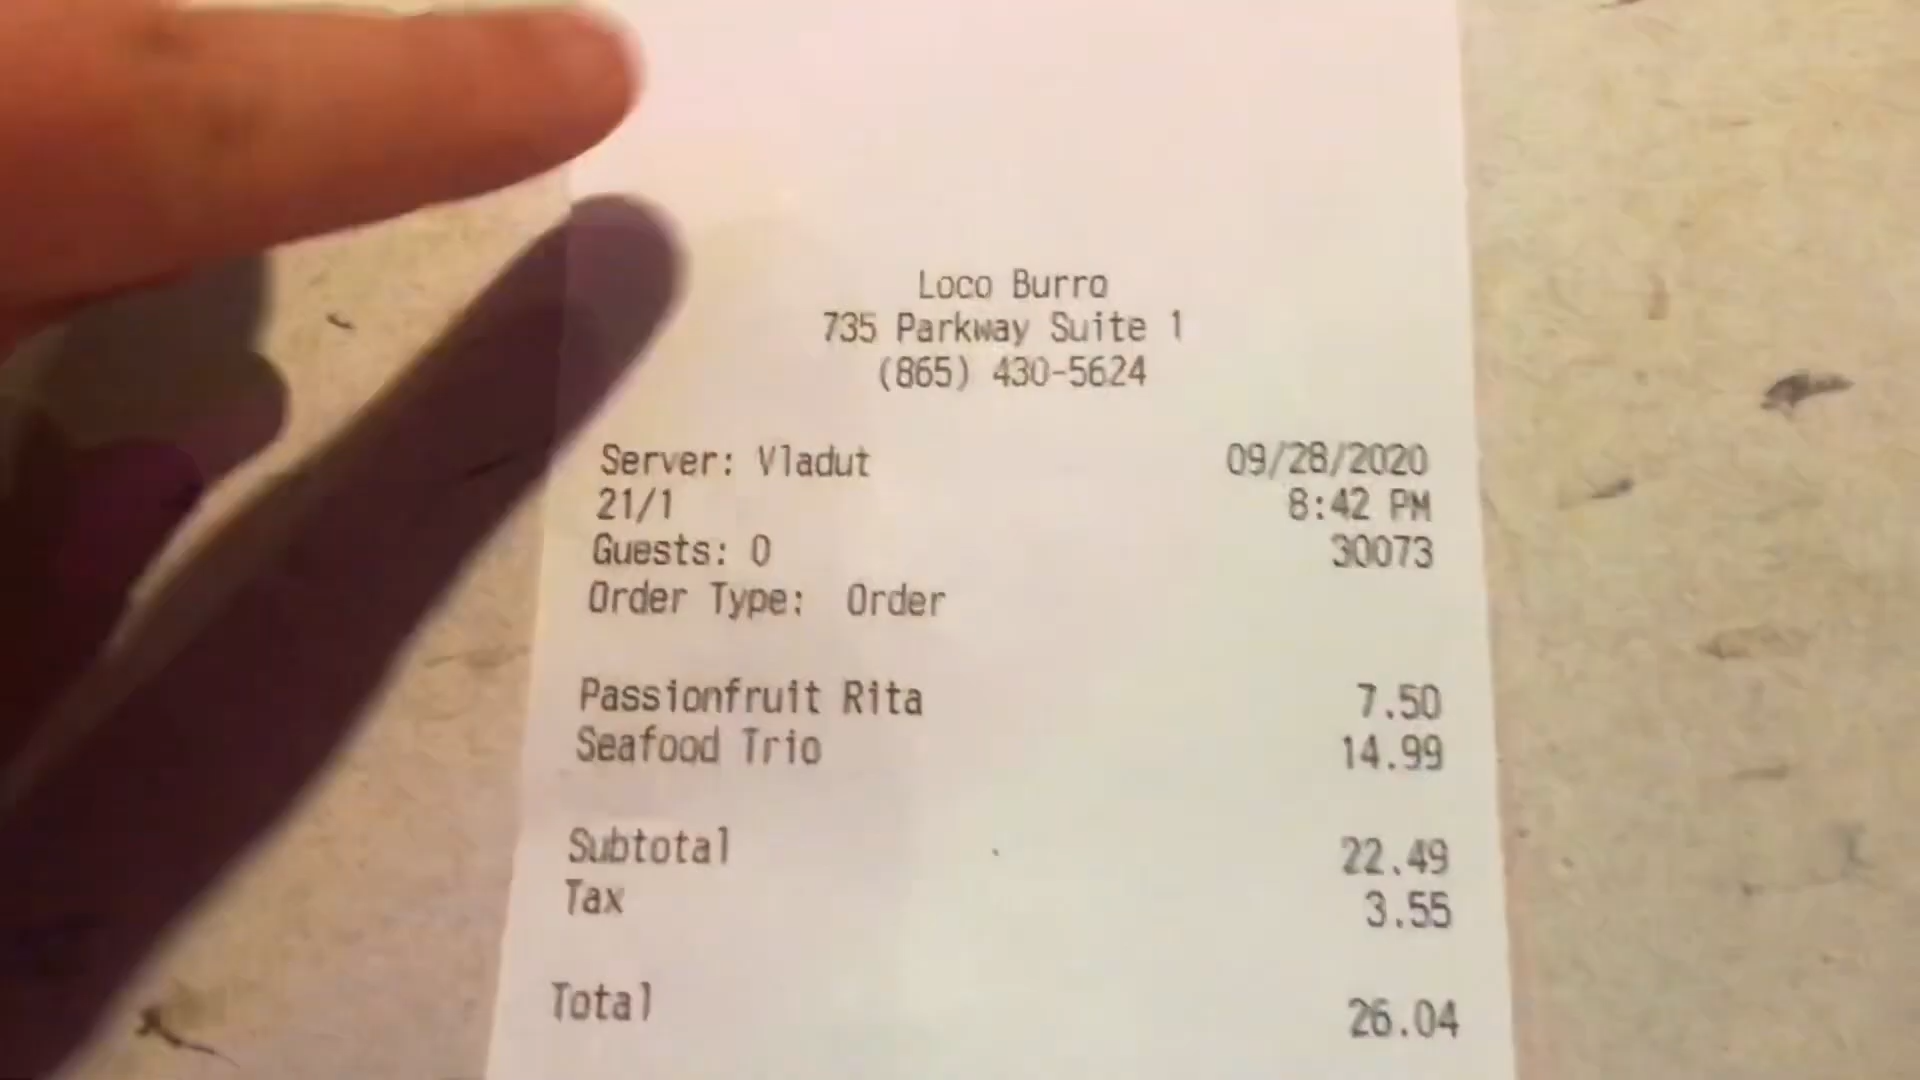 Loco Burro
735 Parkway Suite 1
(865) 430-5624
Server: Vladut 09/28/2020
21/1 8:42 PM
Guests: 0 30073
Order Type: Order
Passionfruit Rita 7.50
Seafood Trio 14.99
Subtotal 22.49
Tax 3.55
Total 26.04